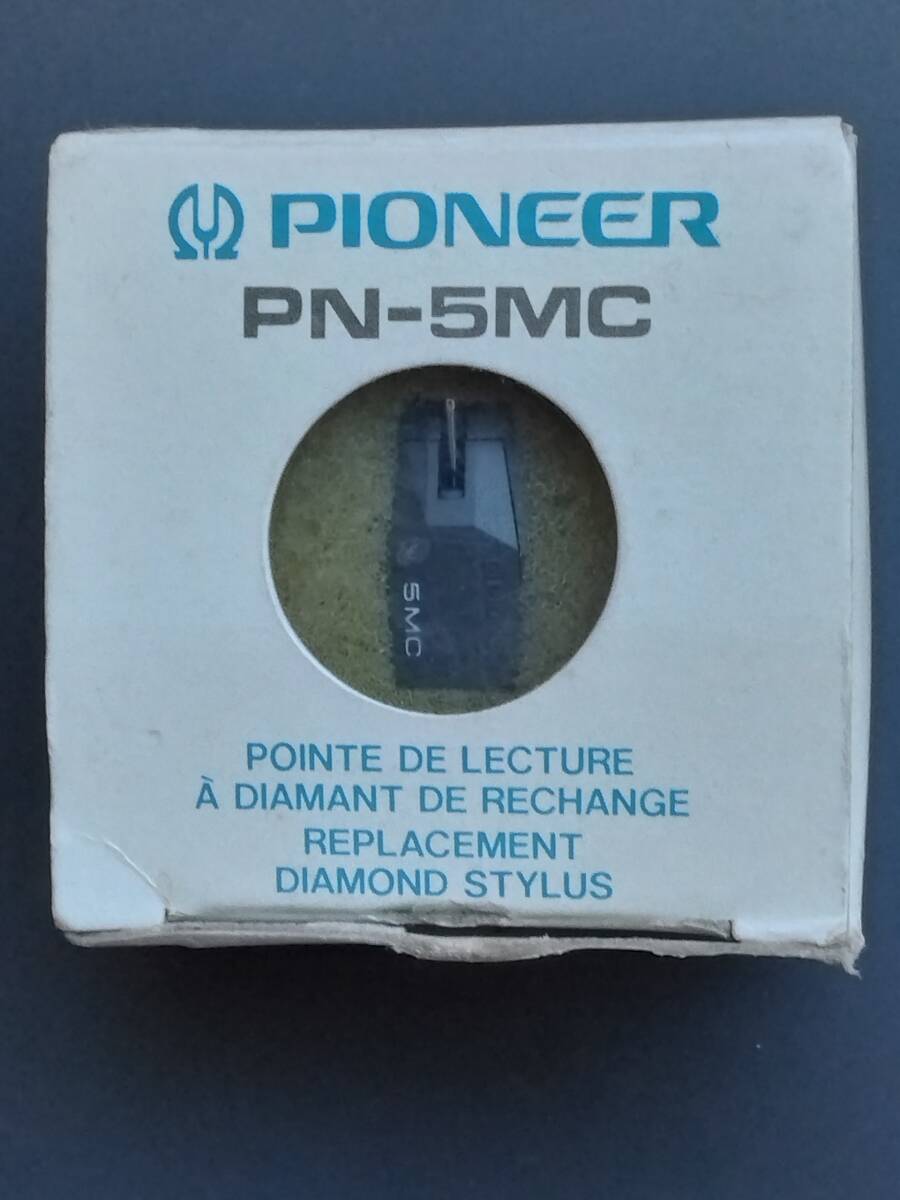 PIONEER
PN-5MC
5MC
POINTE DE LECTURE
À DIAMANT DE RECHANGE
REPLACEMENT
DIAMOND STYLUS